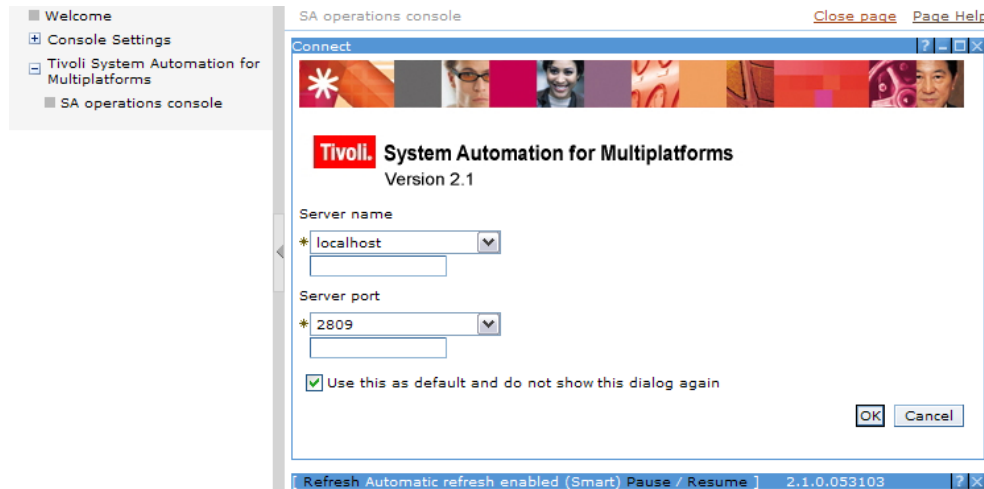 Welcome
Console Settings
Tivoli System Automation for
Multiplatforms
SA operations console
SA operations console
Close page Page Help
Connect
Tivoli. System Automation for Multiplatforms
Version 2.1
Server name
localhost
Server port
2809
Use this as default and do not show this dialog again
OK Cancel
[ Refresh Automatic refresh enabled (Smart) Pause / Resume ] 2.1.0.053103